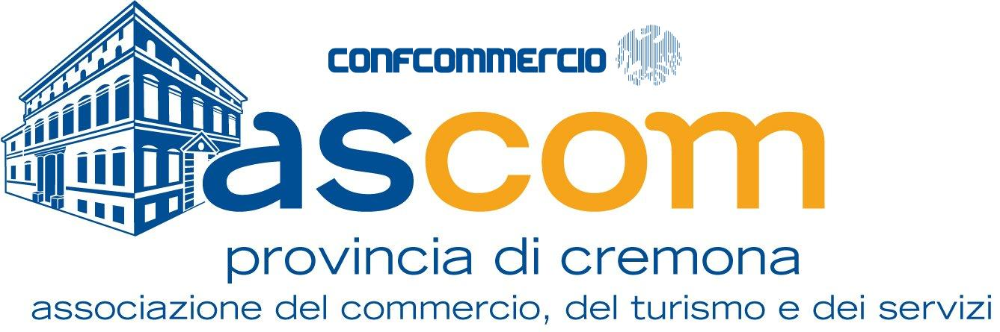 CONFCOMMERCIO
ascom
provincia di cremona
associazione del commercio, del turismo e dei servizi